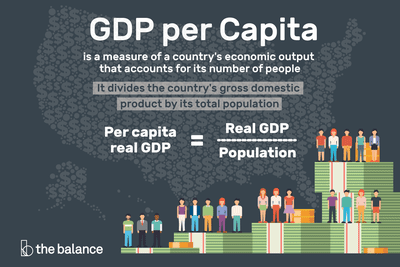 GDP per Capita
is a measure of a country's economic output
that accounts for its number of people
It divides the country's gross domestic
product by its total population
Per capita
real GDP
=
Real GDP
Population
the balance